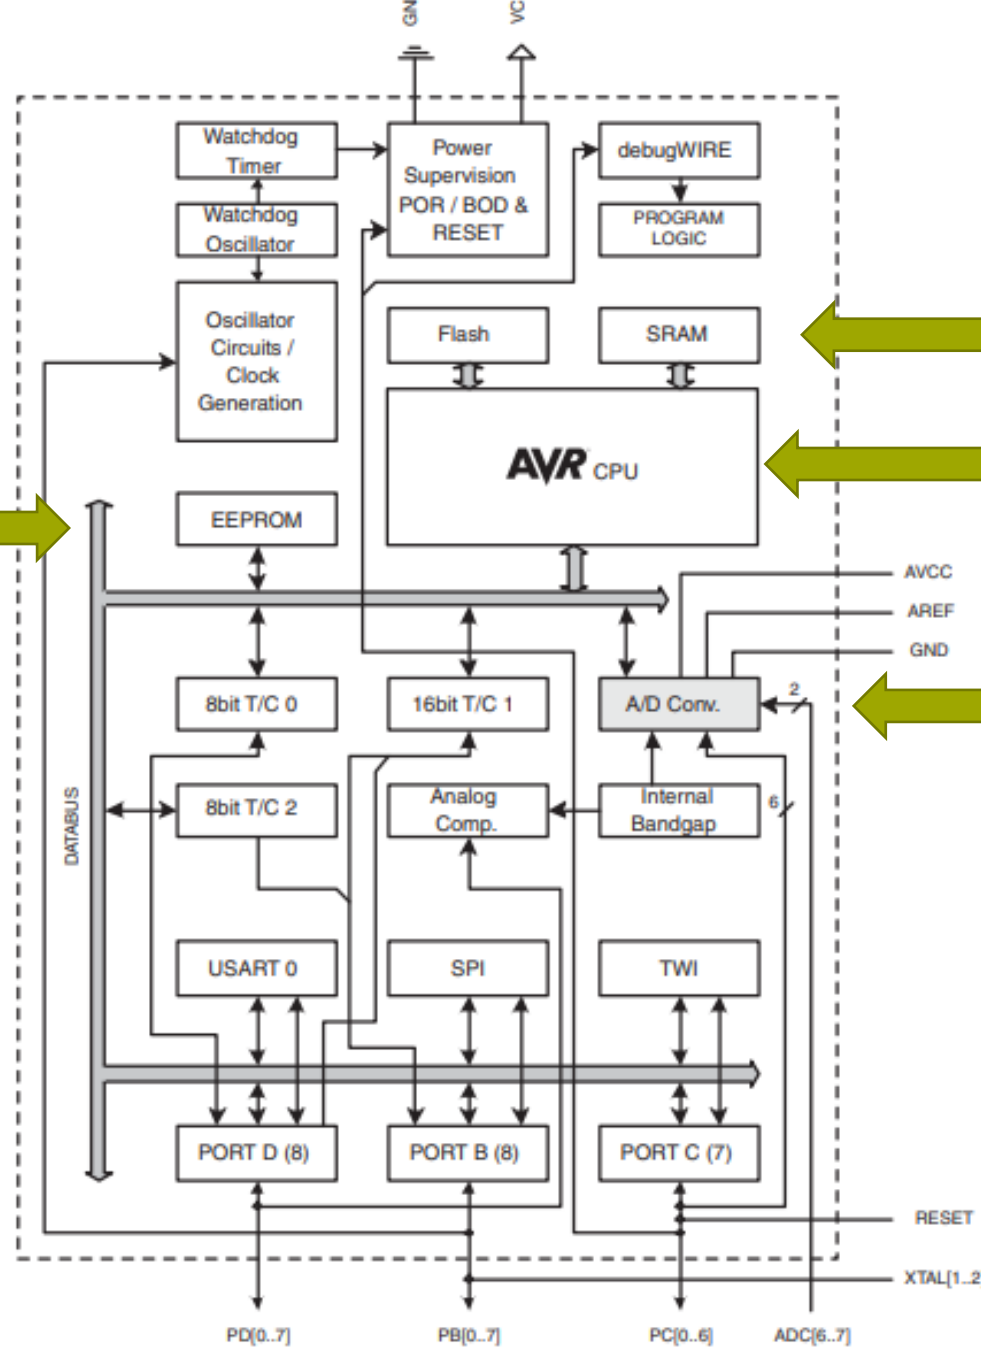 GN
VC
Watchdog
Timer
Power
Supervision
POR / BOD &
RESET
debugWIRE
Watchdog
Oscillator
PROGRAM
LOGIC
Oscillator
Circuits /
Clock
Generation
Flash
SRAM
AVR CPU
EEPROM
AVCC
AREF
GND
8bit T/C 0
16bit T/C 1
A/D Conv.
2
DATABUS
8bit T/C 2
Analog
Comp.
Internal
Bandgap
6
USART 0
SPI
TWI
PORT D (8)
PORT B (8)
PORT C (7)
RESET
XTAL[1..2
PD[0..7]
PB[0..7]
PC[0..6]
ADC[6..7]